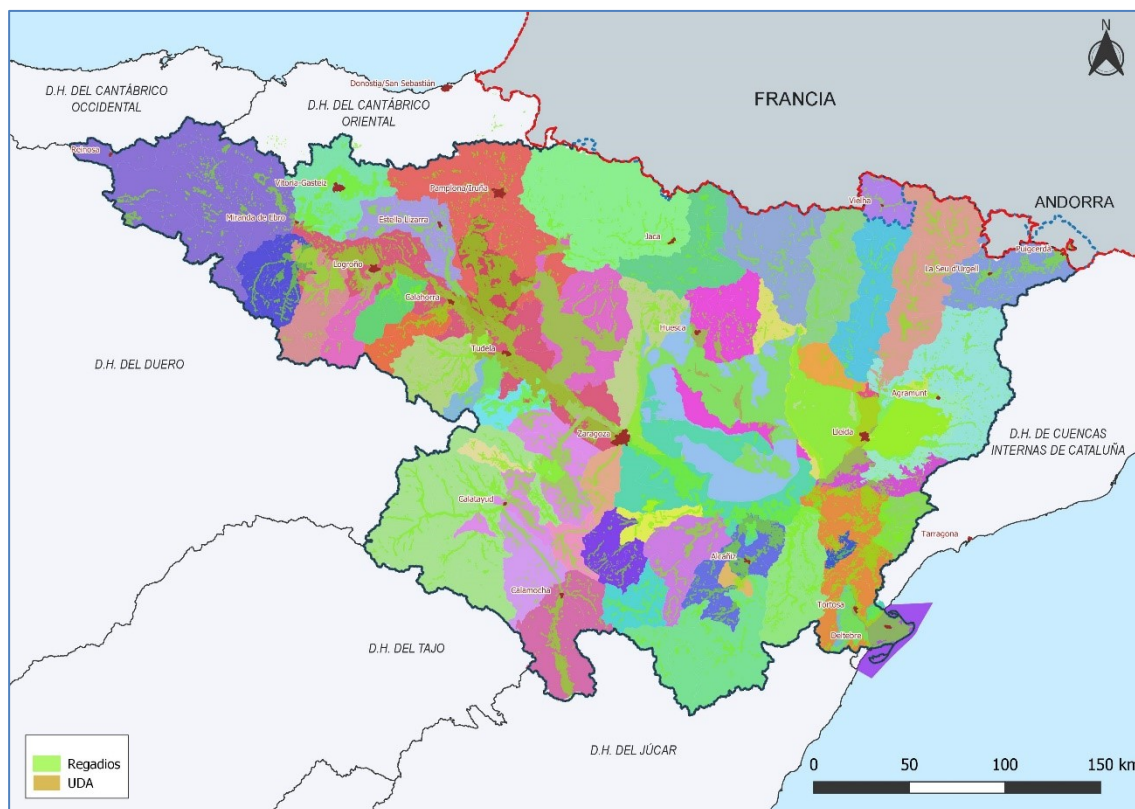 N
D.H. DEL CANTÁBRICO
OCCIDENTAL
Donostia/San Sebastián
D.H. DEL CANTÁBRICO
ORIENTAL
FRANCIA
Reinosa
Vitoria-Gasteiz
Pamplona/Iruña
Vielha
ANDORRA
Miranda de Ebro
Estella-Lizarra
Jaca
Puigcerdà
La Seu d'Urgell
Logroño
Calahorra
Huesca
D.H. DEL DUERO
Tudela
Agramunt
Zaragoza
Lleida
D.H. DE CUENCAS
INTERNAS DE CATALUÑA
Calatayud
Tarragona
Alcañiz
Calamocha
Tortosa
Deltebre
D.H. DEL TAJO
D.H. DEL JÚCAR
Regadios
UDA
0 50 100 150 km